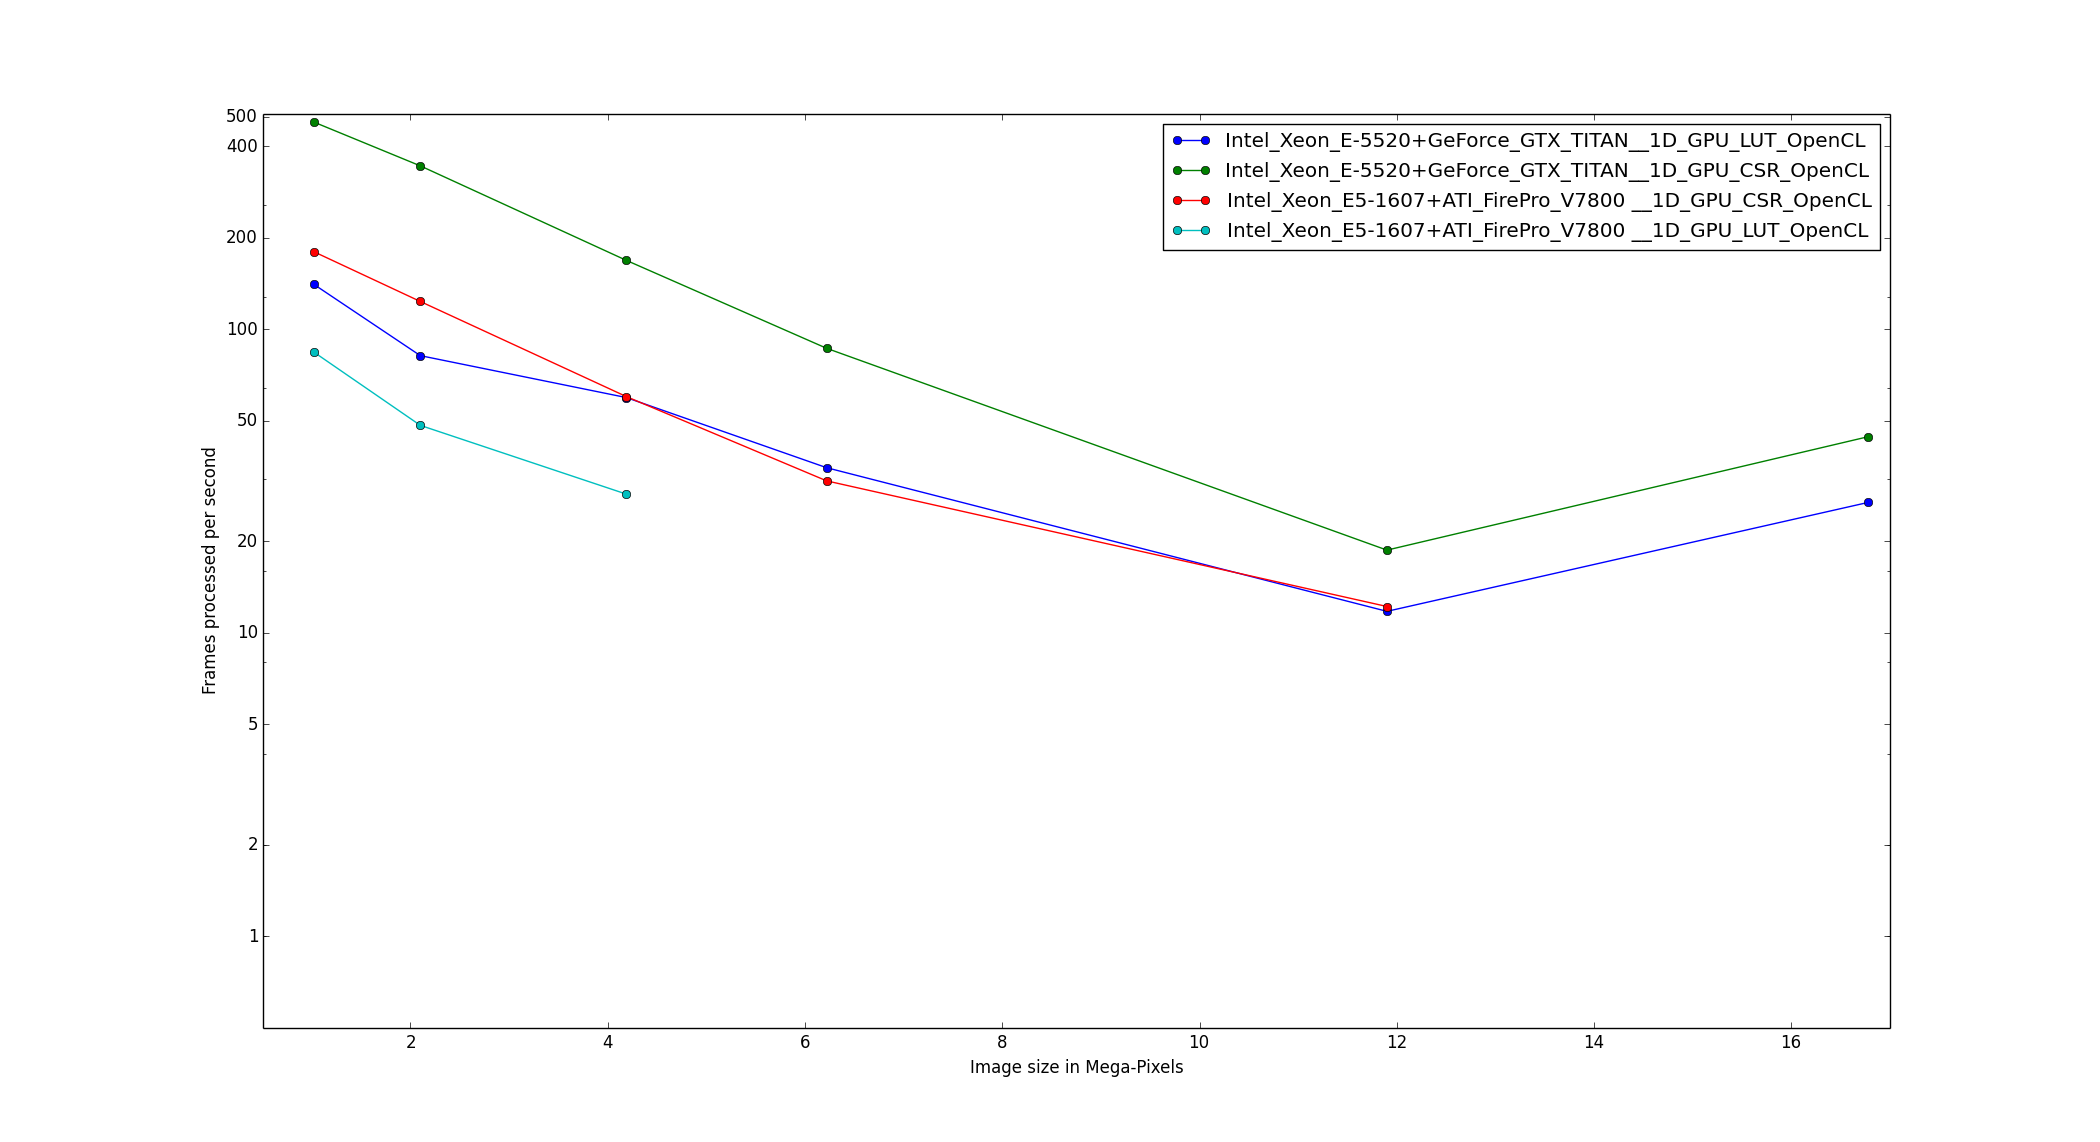 500
400
200
100
50
20
10
5
2
1
Frames processed per second
Intel_Xeon_E-5520+GeForce_GTX_TITAN__1D_GPU_LUT_OpenCL
Intel_Xeon_E-5520+GeForce_GTX_TITAN__1D_GPU_CSR_OpenCL
Intel_Xeon_E5-1607+ATI_FirePro_V7800 __1D_GPU_CSR_OpenCL
Intel_Xeon_E5-1607+ATI_FirePro_V7800 __1D_GPU_LUT_OpenCL
2 4 6 8 10 12 14 16
Image size in Mega-Pixels